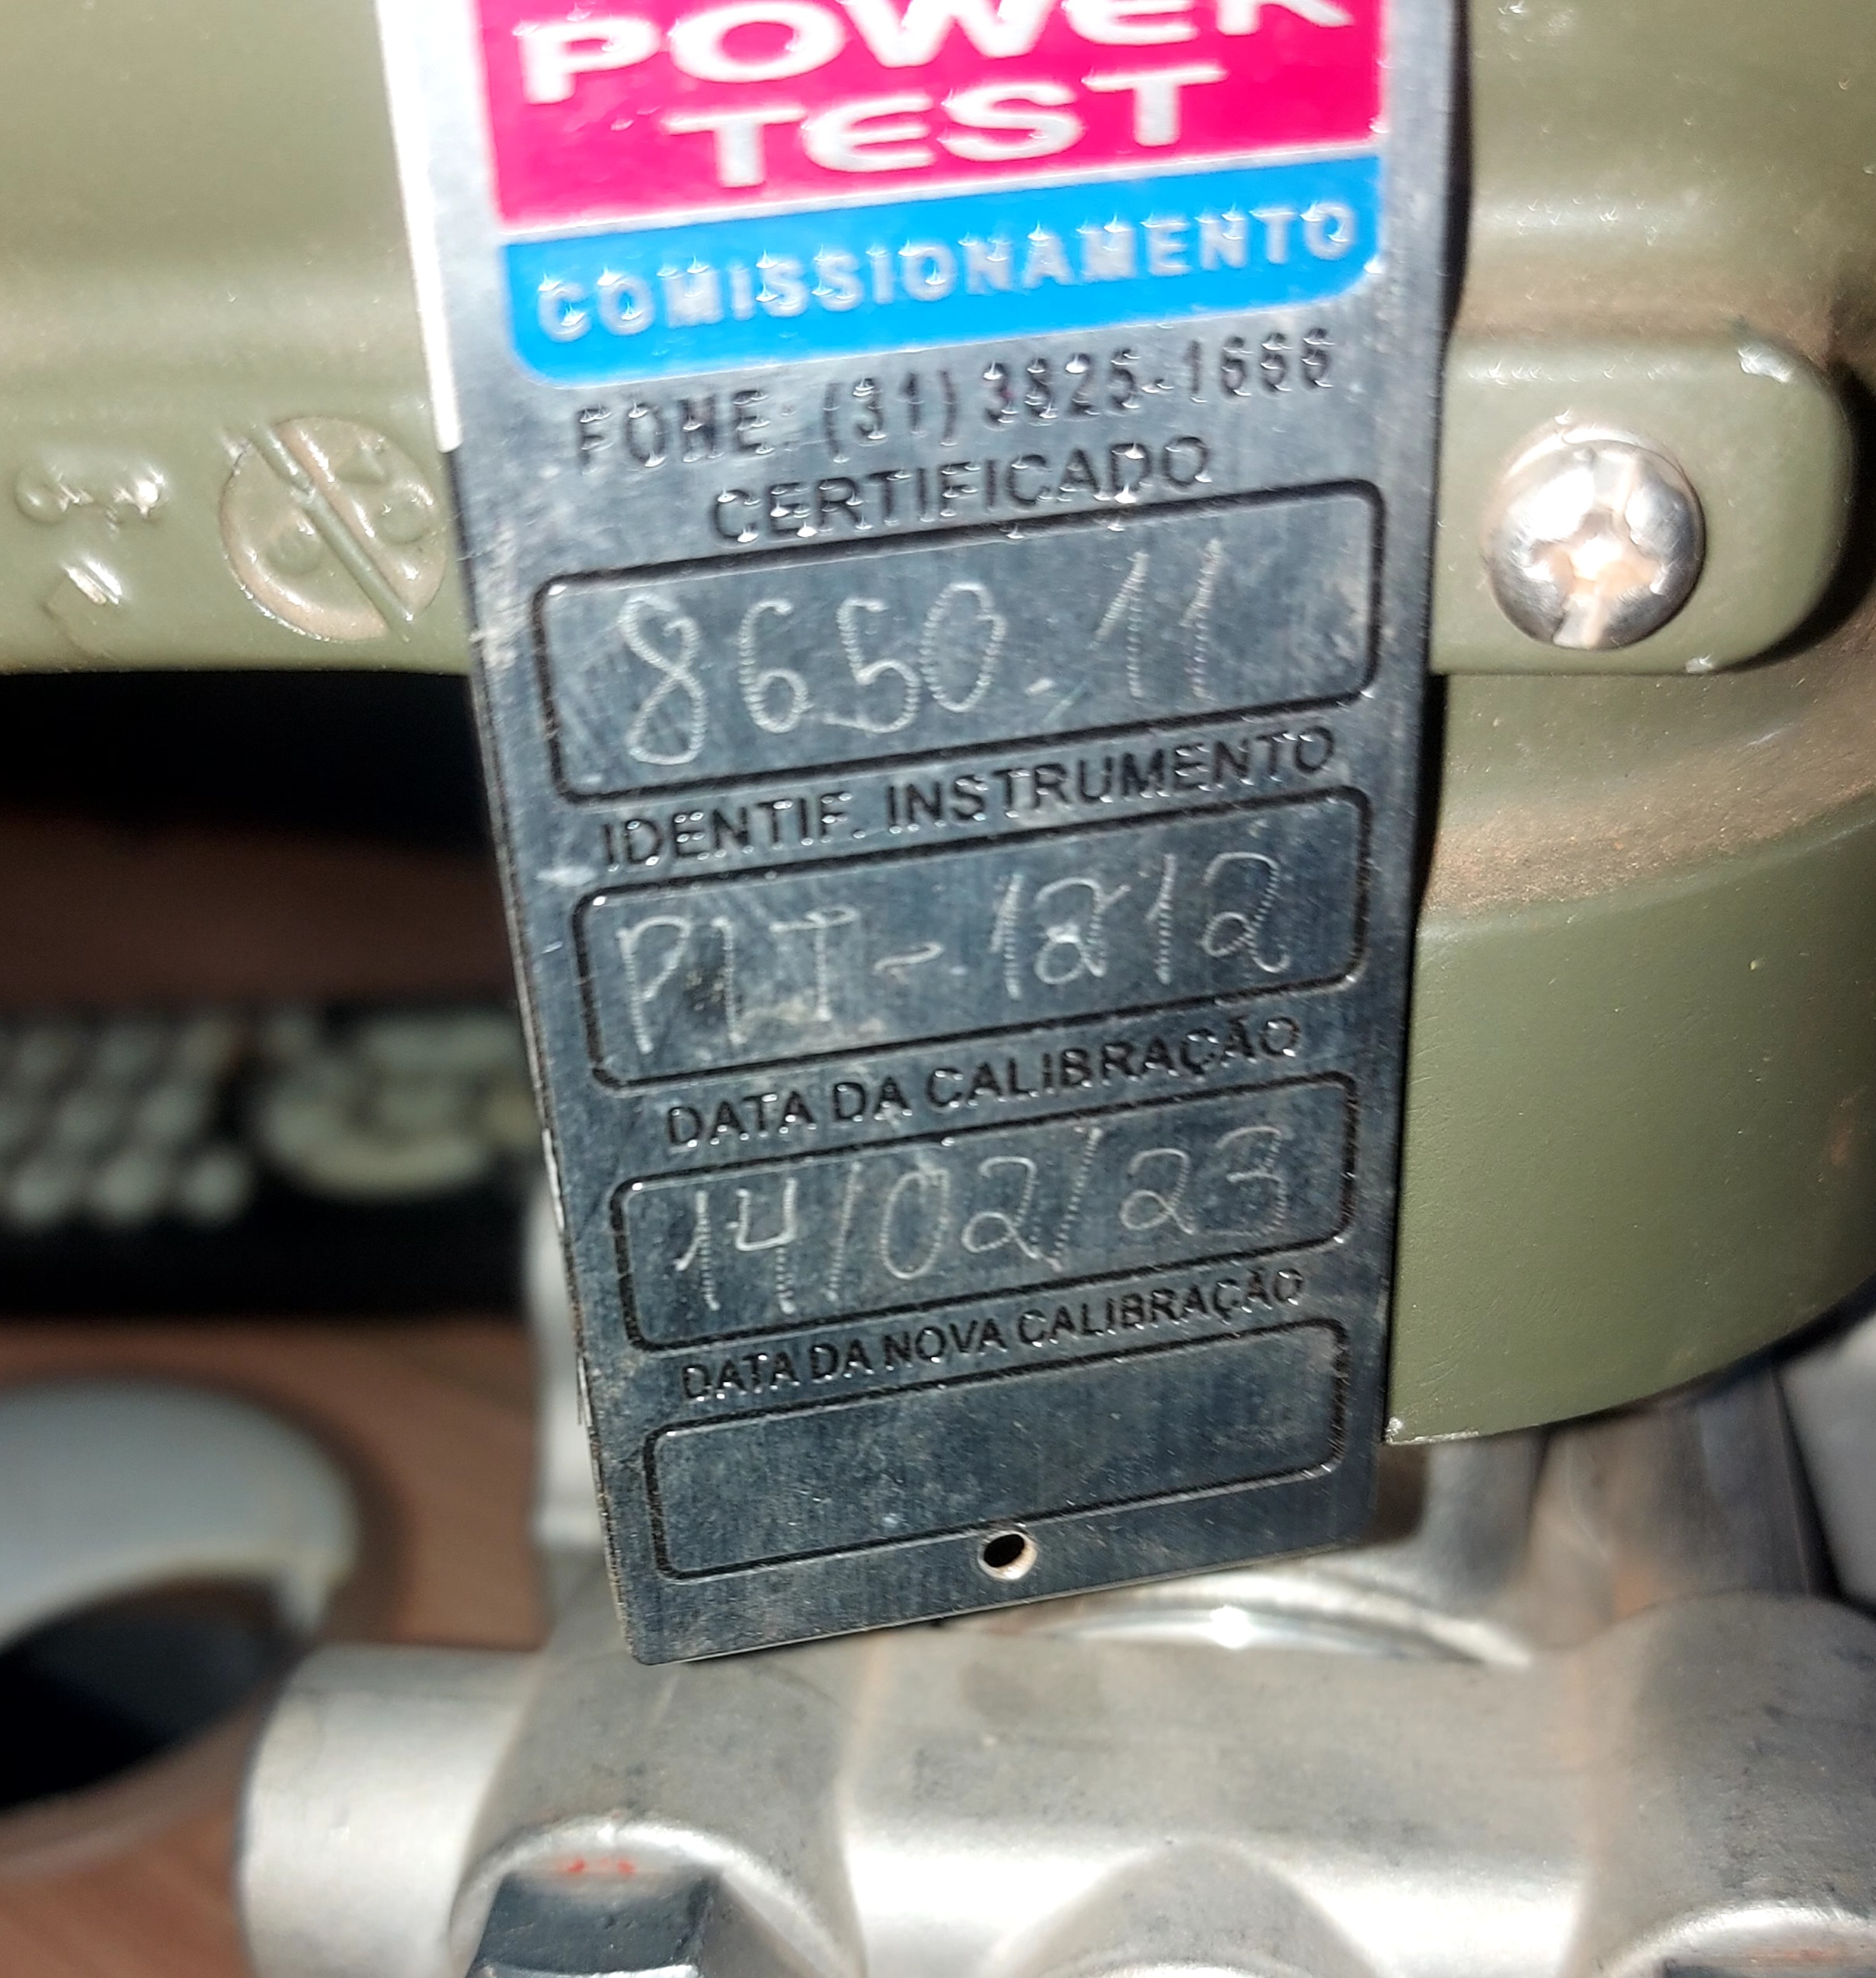 POWER
TEST
COMISSIONAMENTO
FONE: (31) 3825-1666
CERTIFICADO
8650.11
IDENTIF. INSTRUMENTO
PIT-1212
DATA DA CALIBRAÇÃO
14/02/23
DATA DA NOVA CALIBRAÇÃO